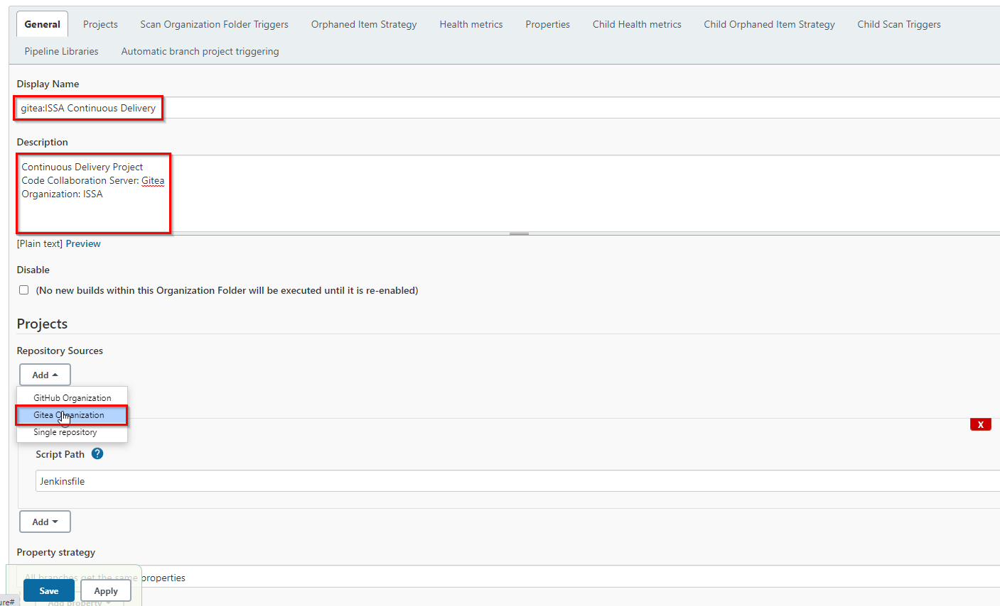 General Projects Scan Organization Folder Triggers Orphaned Item Strategy Health metrics Properties Child Health metrics Child Orphaned Item Strategy Child Scan Triggers
Pipeline Libraries Automatic branch project triggering
Display Name
gitea:ISSA Continuous Delivery
Description
Continuous Delivery Project
Code Collaboration Server: Gitea
Organization: ISSA
[Plain text] Preview
Disable
(No new builds within this Organization Folder will be executed until it is re-enabled)
Projects
Repository Sources
Add
GitHub Organization
Gitea Organization
Single repository
X
Script Path ?
Jenkinsfile
Add
Property strategy
All branches get the same properties
Save Apply
ure#
Add property